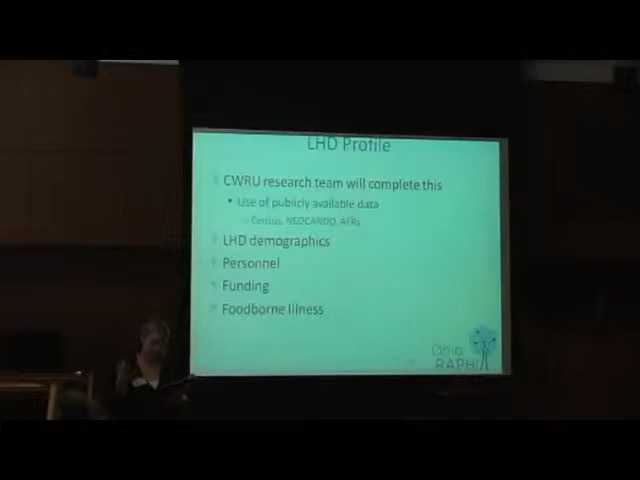 LHD Profile
CWRU research team will complete this
Use of publicly available data
Census, NEOCANDO, AFRs
LHD demographics
Personnel
Funding
Foodborne Illness
Ohio
RAPHI